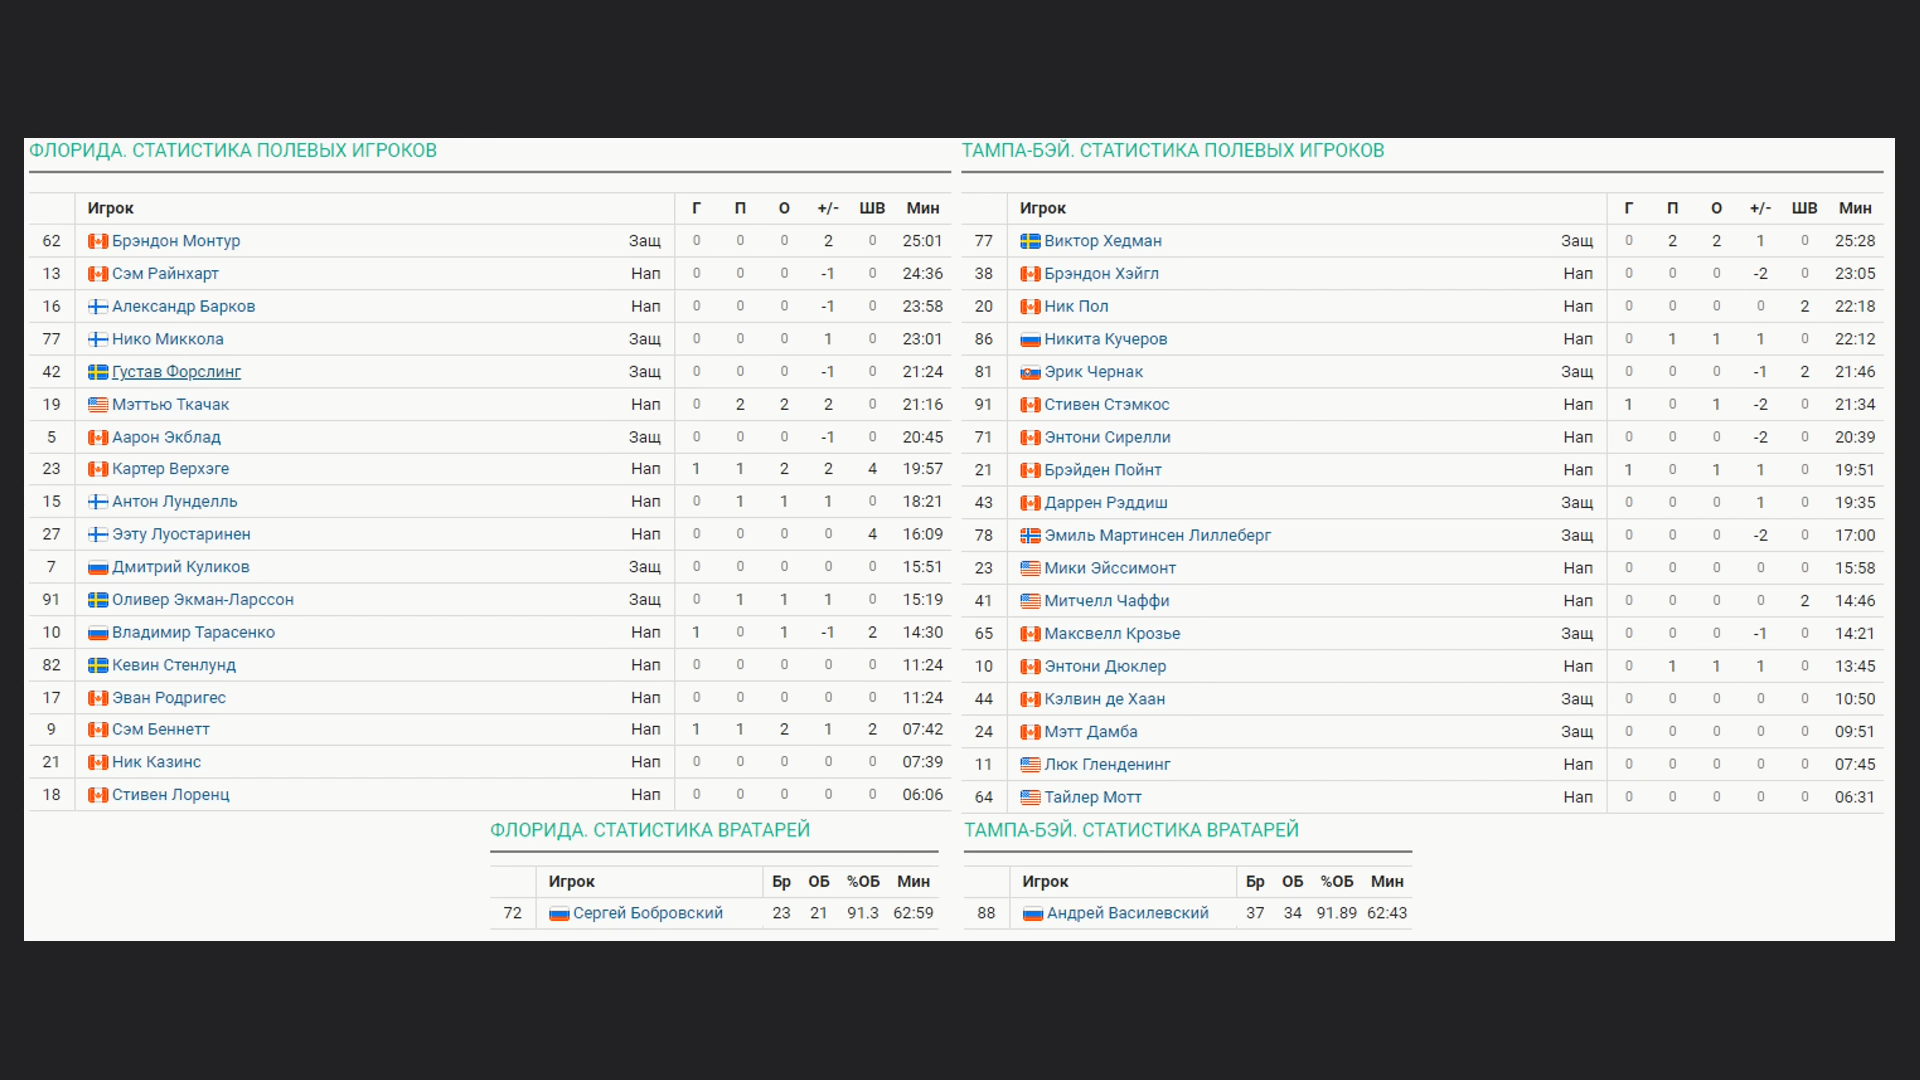 ФЛОРИДА. СТАТИСТИКА ПОЛЕВЫХ ИГРОКОВ
Игрок Г П О +/- ШВ Мин
62 Брэндон Монтур Защ 0 0 0 2 0 25:01
13 Сэм Райнхарт Нап 0 0 0 -1 0 24:36
16 Александр Барков Нап 0 0 0 -1 0 23:58
77 Нико Миккола Защ 0 0 0 1 0 23:01
42 Густав Форслинг Защ 0 0 0 -1 0 21:24
19 Мэттью Ткачак Нап 0 2 2 2 0 21:16
5 Аарон Экблад Защ 0 0 0 -1 0 20:45
23 Картер Верхэге Нап 1 1 2 2 4 19:57
15 Антон Лунделль Нап 0 1 1 1 0 18:21
27 Ээту Луостаринен Нап 0 0 0 0 4 16:09
7 Дмитрий Куликов Защ 0 0 0 0 0 15:51
91 Оливер Экман-Ларссон Защ 0 1 1 1 0 15:19
10 Владимир Тарасенко Нап 1 0 1 -1 2 14:30
82 Кевин Стенлунд Нап 0 0 0 0 0 11:24
17 Эван Родригес Нап 0 0 0 0 0 11:24
9 Сэм Беннетт Нап 1 1 2 1 2 07:42
21 Ник Казинс Нап 0 0 0 0 0 07:39
18 Стивен Лоренц Нап 0 0 0 0 0 06:06
ТАМПА-БЭЙ. СТАТИСТИКА ПОЛЕВЫХ ИГРОКОВ
Игрок Г П О +/- ШВ Мин
77 Виктор Хедман Защ 0 2 2 1 0 25:28
38 Брэндон Хэйгл Нап 0 0 0 -2 0 23:05
20 Ник Пол Нап 0 0 0 0 2 22:18
86 Никита Кучеров Нап 0 1 1 1 0 22:12
81 Эрик Чернак Защ 0 0 0 -1 2 21:46
91 Стивен Стэмкос Нап 1 0 1 -2 0 21:34
71 Энтони Сирелли Нап 0 0 0 -2 0 20:39
21 Брэйден Пойнт Нап 1 0 1 1 0 19:51
43 Даррен Рэддиш Защ 0 0 0 1 0 19:35
78 Эмиль Мартинсен Лиллеберг Защ 0 0 0 -2 0 17:00
23 Мики Эйссимонт Нап 0 0 0 0 0 15:58
41 Митчелл Чаффи Нап 0 0 0 0 2 14:46
65 Максвелл Крозье Защ 0 0 0 -1 0 14:21
10 Энтони Дюклер Нап 0 1 1 1 0 13:45
44 Кэлвин де Хаан Защ 0 0 0 0 0 10:50
24 Мэтт Дамба Защ 0 0 0 0 0 09:51
11 Люк Гленденинг Нап 0 0 0 0 0 07:45
64 Тайлер Мотт Нап 0 0 0 0 0 06:31
ФЛОРИДА. СТАТИСТИКА ВРАТАРЕЙ
Игрок Бр ОБ %ОБ Мин
72 Сергей Бобровский 23 21 91.3 62:59
ТАМПА-БЭЙ. СТАТИСТИКА ВРАТАРЕЙ
Игрок Бр ОБ %ОБ Мин
88 Андрей Василевский 37 34 91.89 62:43